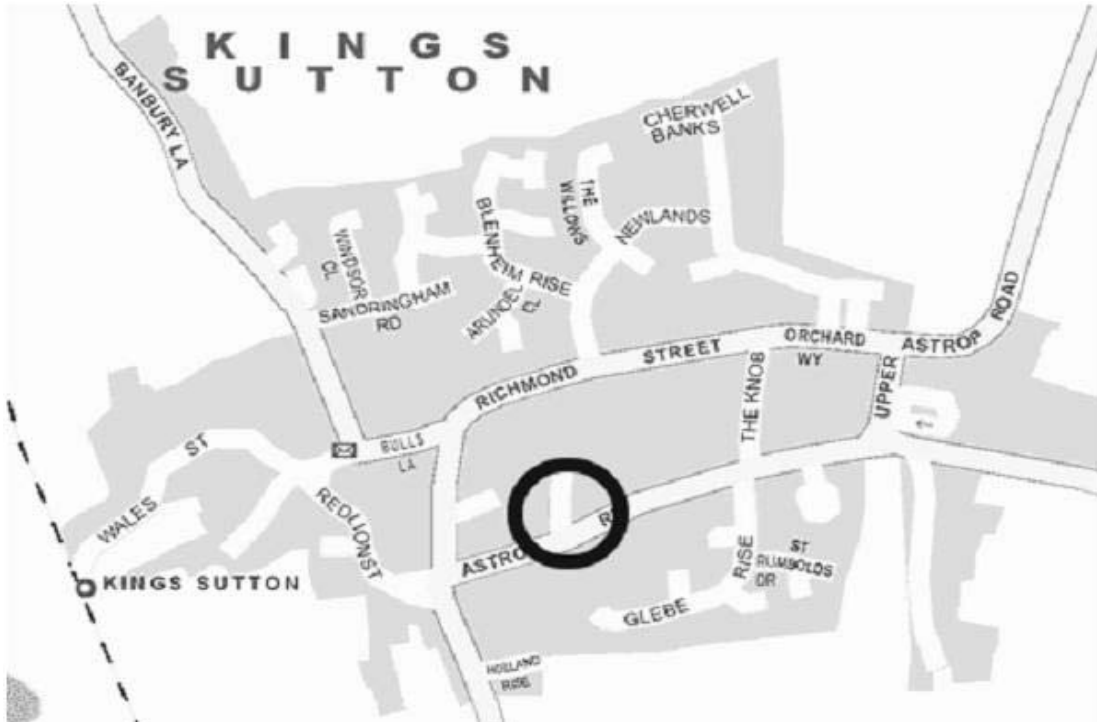 KINGS
SUTTON
BANBURY LA
CHERWELL
BANKS
THE
WILLOWS
NEWLANDS
BLENHEIM RISE
WINDSOR
CL
SANDRINGHAM
RD
ARUNDEL
CL
ROAD
ASTROP
ORCHARD
WY
STREET
RICHMOND
UPPER
THE KNOB
BULLS
LA
ST
WALES
REDLIONST
ASTRO
R
KINGS SUTTON
RISE
GLEBE
ST
RUMBOLDS
DR
HOLLAND
RISE